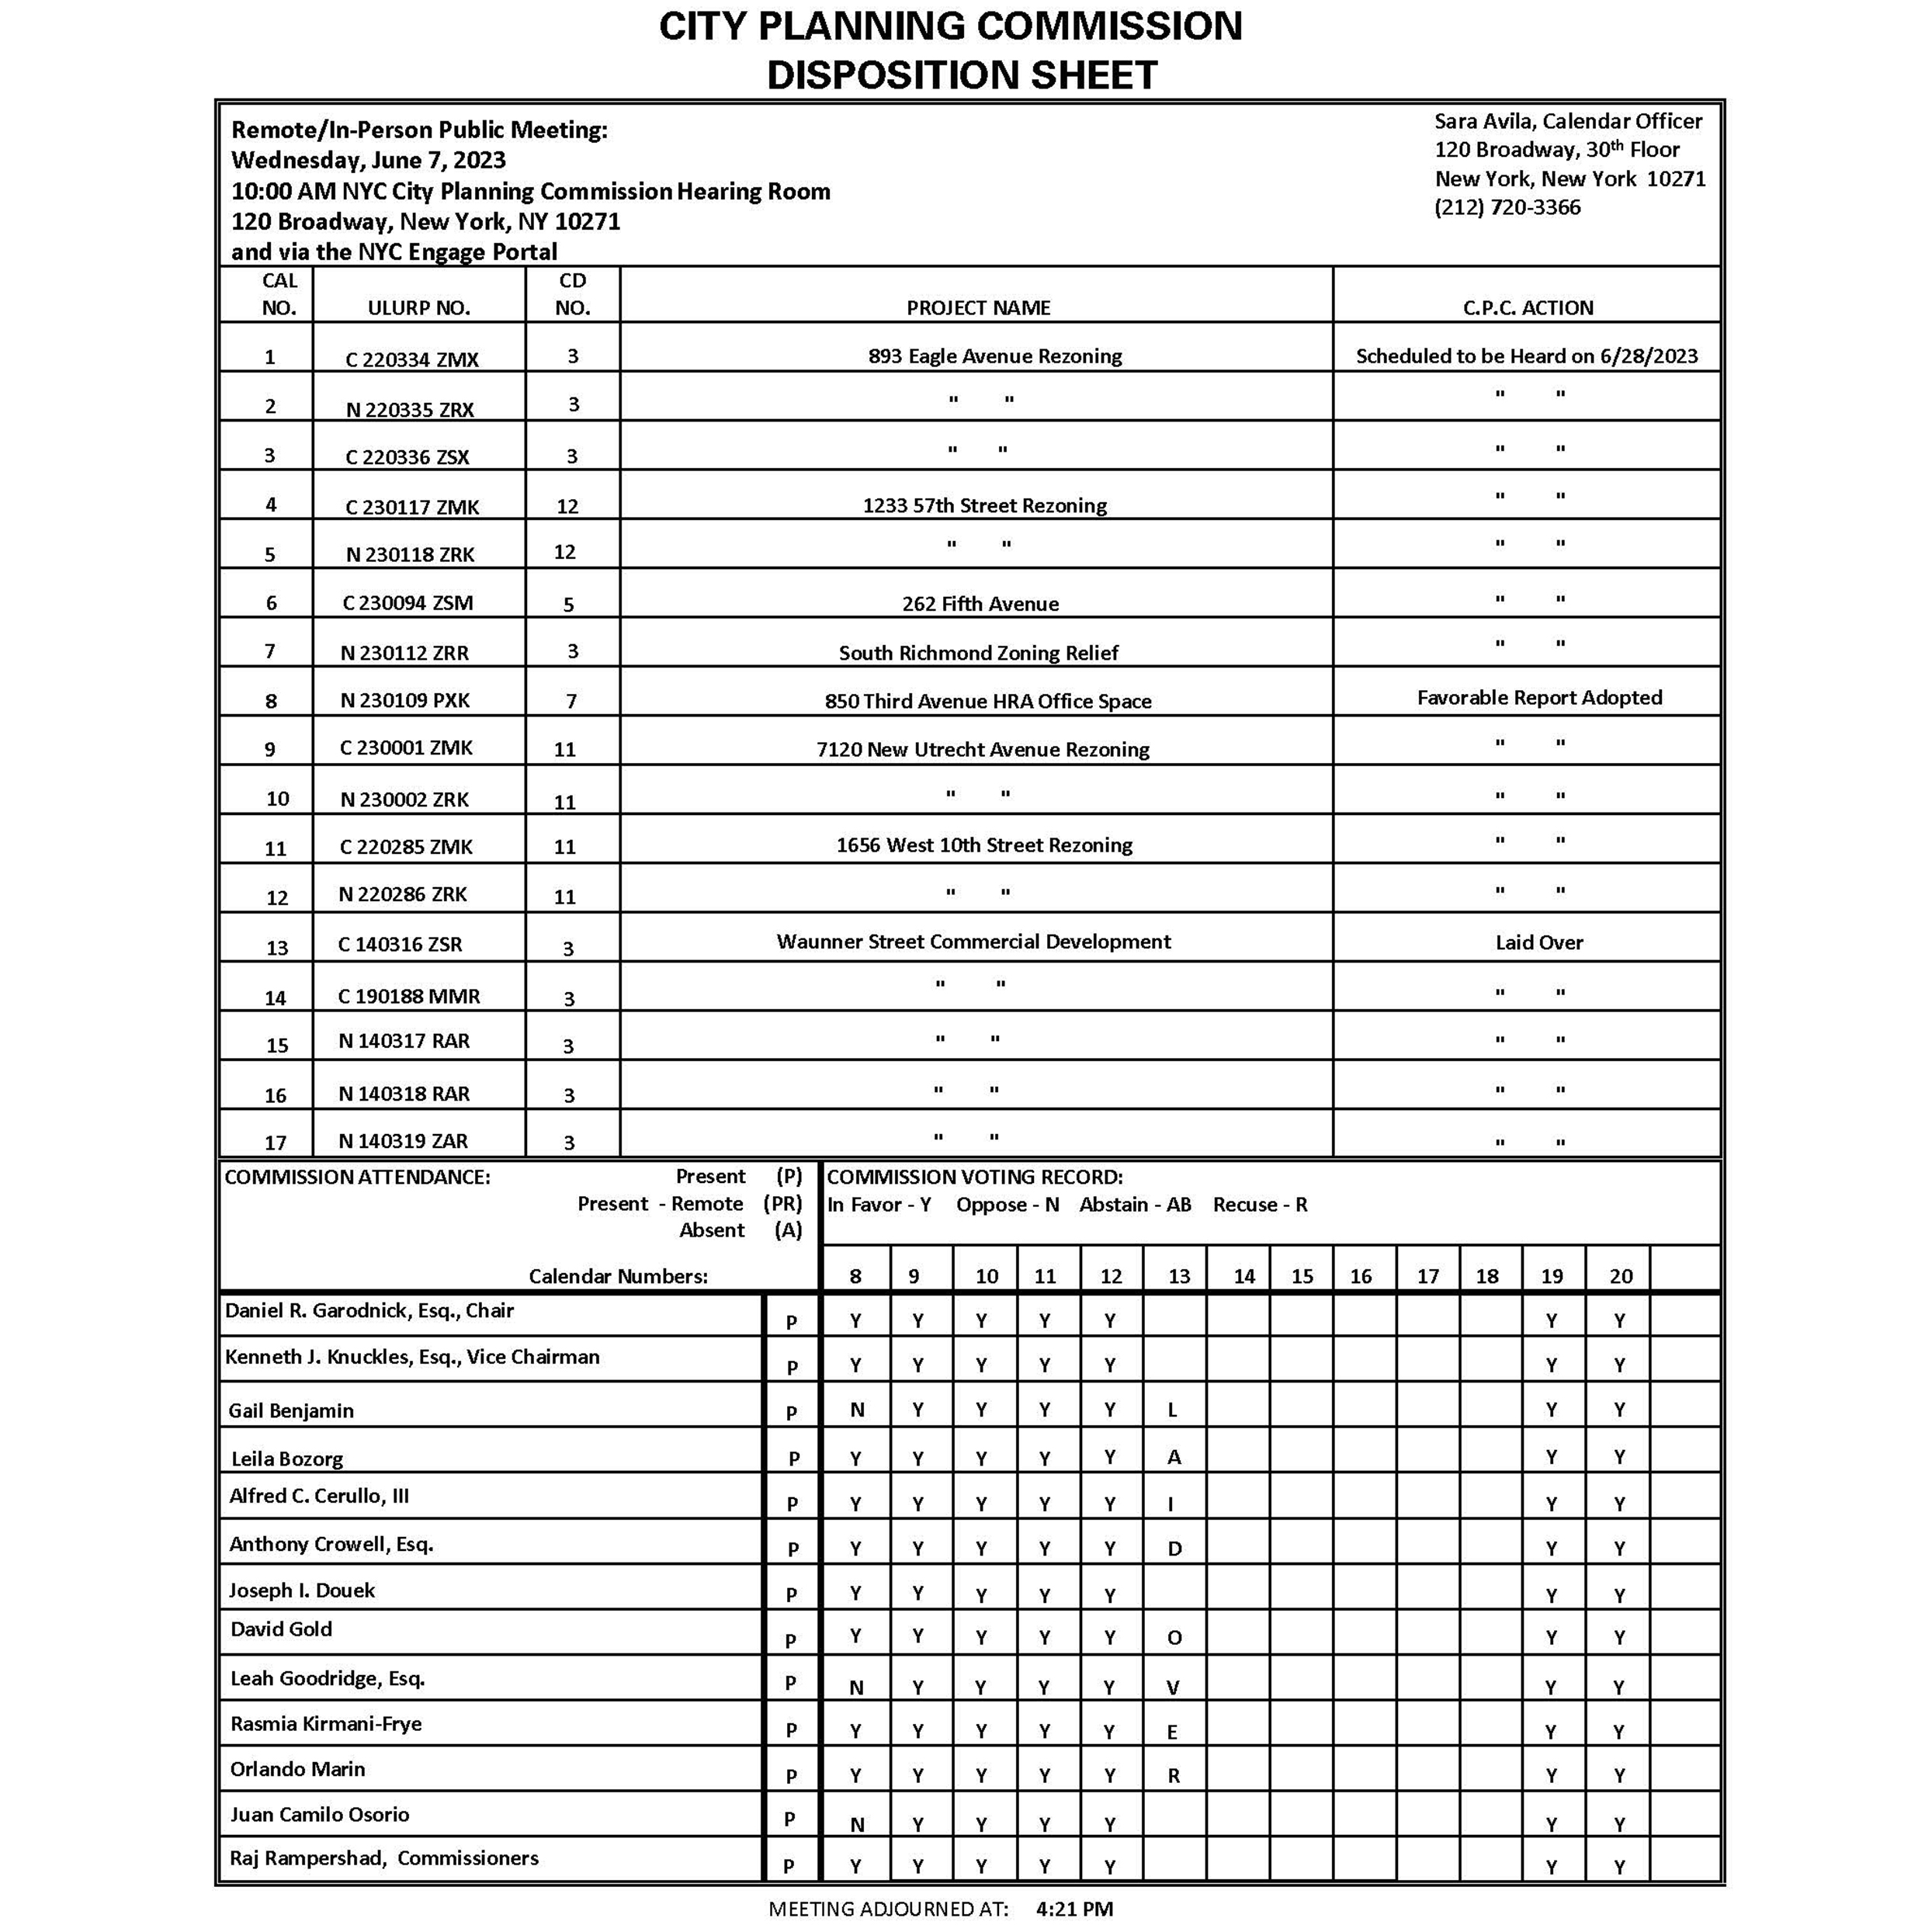 CITY PLANNING COMMISSION
DISPOSITION SHEET
Remote/In-Person Public Meeting:
Wednesday, June 7, 2023
10:00 AM NYC City Planning Commission Hearing Room
120 Broadway, New York, NY 10271
and via the NYC Engage Portal
Sara Avila, Calendar Officer
120 Broadway, 30th Floor
New York, New York 10271
(212) 720-3366
CAL NO. ULURP NO. CD NO. PROJECT NAME C.P.C. ACTION
1 C 220334 ZMX 3 893 Eagle Avenue Rezoning Scheduled to be Heard on 6/28/2023
2 N 220335 ZRX 3 " " " "
3 C 220336 ZSX 3 " " " "
4 C 230117 ZMK 12 1233 57th Street Rezoning " "
5 N 230118 ZRK 12 " " " "
6 C 230094 ZSM 5 262 Fifth Avenue " "
7 N 230112 ZRR 3 South Richmond Zoning Relief " "
8 N 230109 PXK 7 850 Third Avenue HRA Office Space Favorable Report Adopted
9 C 230001 ZMK 11 7120 New Utrecht Avenue Rezoning " "
10 N 230002 ZRK 11 " " " "
11 C 220285 ZMK 11 1656 West 10th Street Rezoning " "
12 N 220286 ZRK 11 " " " "
13 C 140316 ZSR 3 Waunner Street Commercial Development Laid Over
14 C 190188 MMR 3 " " " "
15 N 140317 RAR 3 " " " "
16 N 140318 RAR 3 " " " "
17 N 140319 ZAR 3 " " " "
COMMISSION ATTENDANCE: Present (P)
Present - Remote (PR)
Absent (A)
COMMISSION VOTING RECORD:
In Favor - Y Oppose - N Abstain - AB Recuse - R
Calendar Numbers: 8 9 10 11 12 13 14 15 16 17 18 19 20
Daniel R. Garodnick, Esq., Chair P Y Y Y Y Y Y Y
Kenneth J. Knuckles, Esq., Vice Chairman P Y Y Y Y Y Y Y
Gail Benjamin P N Y Y Y Y L Y Y
Leila Bozorg P Y Y Y Y Y A Y Y
Alfred C. Cerullo, III P Y Y Y Y Y I Y Y
Anthony Crowell, Esq. P Y Y Y Y Y D Y Y
Joseph I. Douek P Y Y Y Y Y Y Y
David Gold P Y Y Y Y Y O Y Y
Leah Goodridge, Esq. P N Y Y Y Y V Y Y
Rasmia Kirmani-Frye P Y Y Y Y Y E Y Y
Orlando Marin P Y Y Y Y Y R Y Y
Juan Camilo Osorio P N Y Y Y Y Y Y
Raj Rampershad, Commissioners P Y Y Y Y Y Y Y
MEETING ADJOURNED AT: 4:21 PM